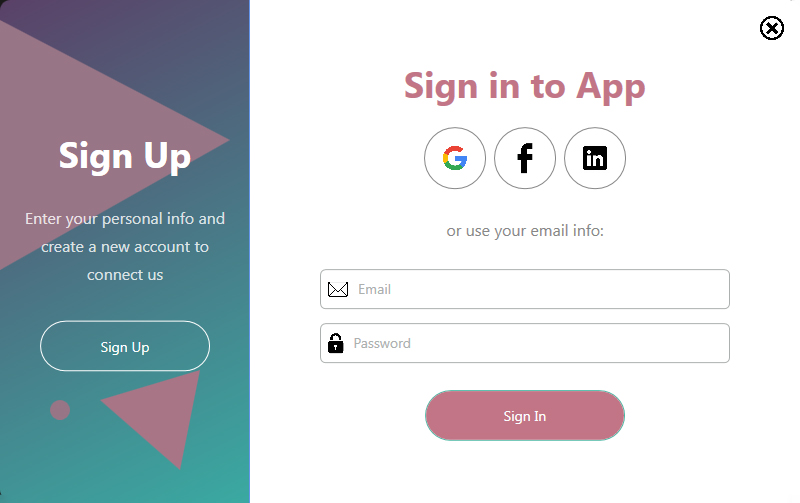 Sign Up
Enter your personal info and
create a new account to
connect us
Sign Up
Sign in to App
G f in
or use your email info:
Email
Password
Sign In